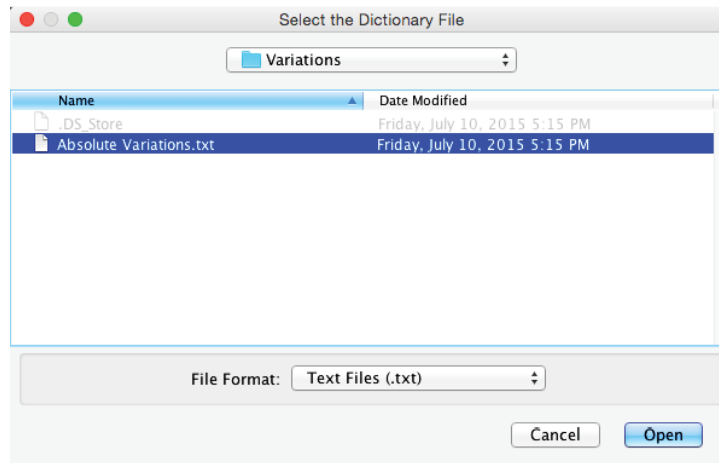 Select the Dictionary File
Variations
Name Date Modified
.DS_Store Friday, July 10, 2015 5:15 PM
Absolute Variations.txt Friday, July 10, 2015 5:15 PM
File Format: Text Files (.txt)
Cancel Open